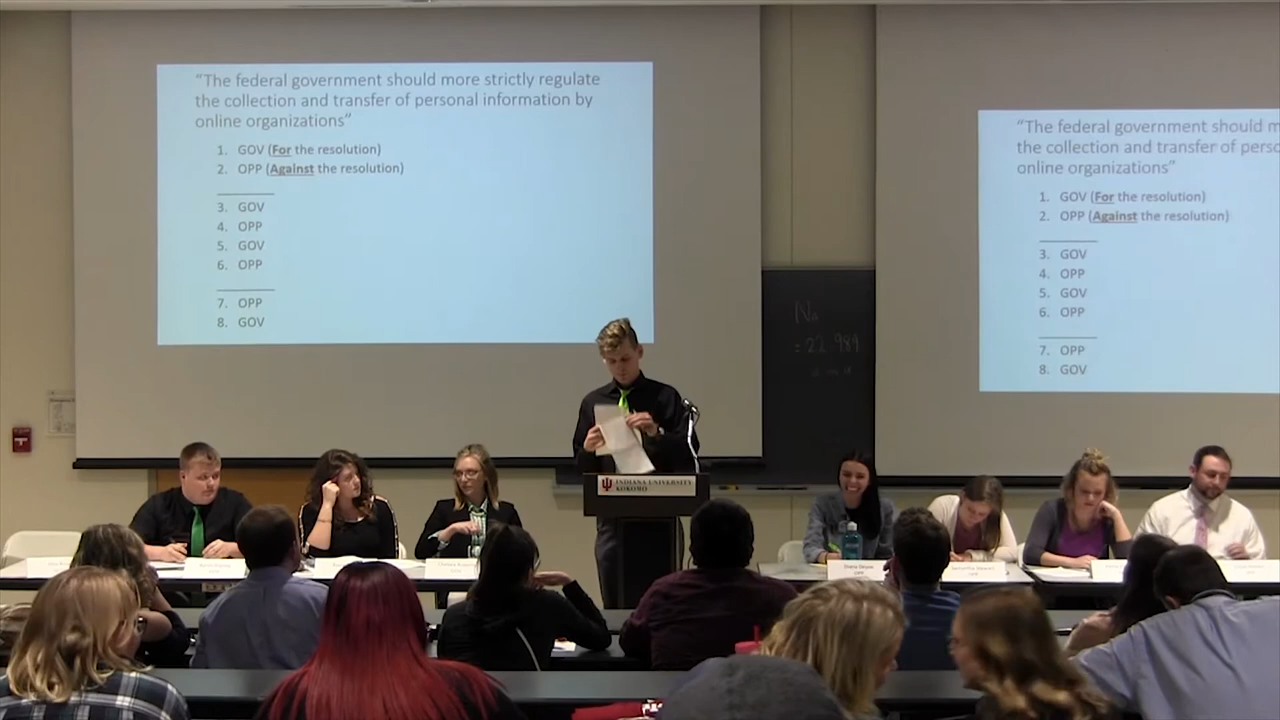 “The federal government should more strictly regulate
the collection and transfer of personal information by
online organizations”
1. GOV (For the resolution)
2. OPP (Against the resolution)
3. GOV
4. OPP
5. GOV
6. OPP
7. OPP
8. GOV
“The federal government should m
the collection and transfer of perso
online organizations”
1. GOV (For the resolution)
2. OPP (Against the resolution)
3. GOV
4. OPP
5. GOV
6. OPP
7. OPP
8. GOV
Na
=22.989
INDIANA UNIVERSITY
KOKOMO